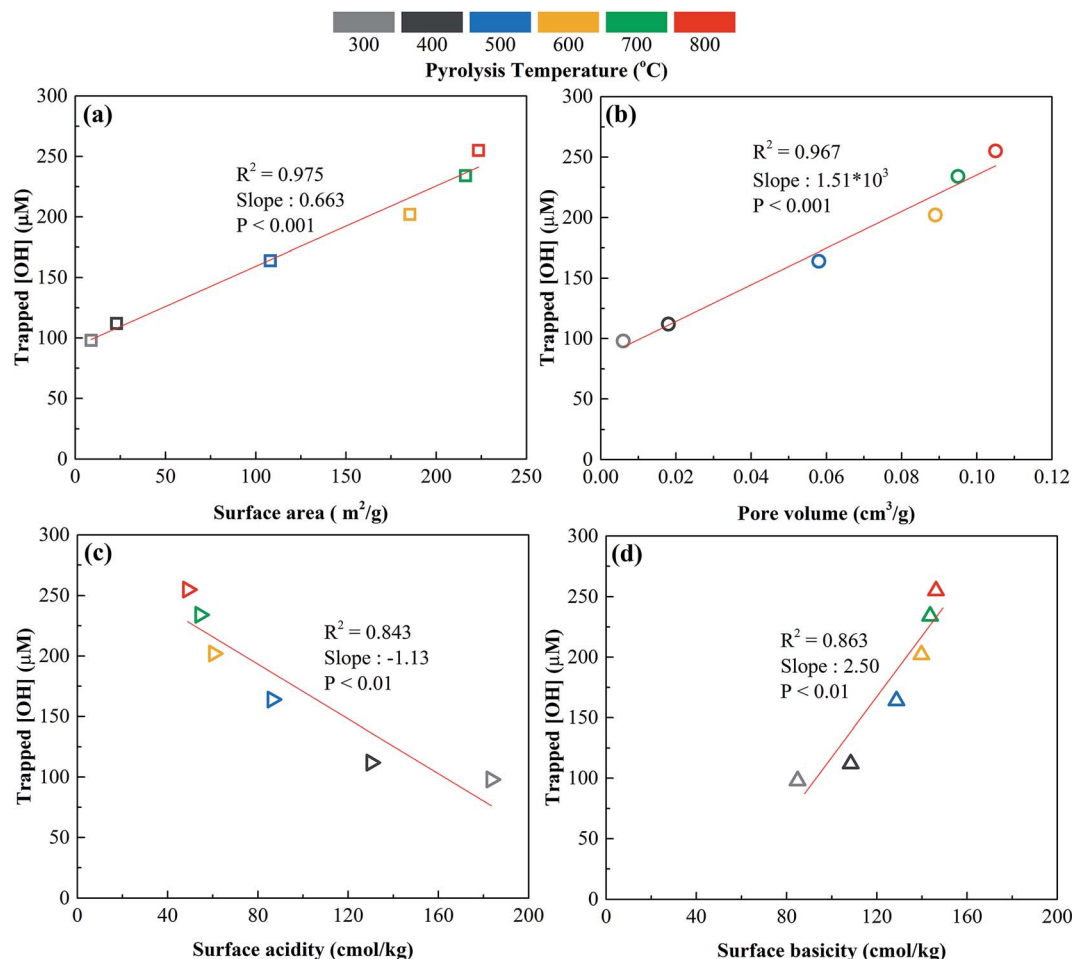 300 400 500 600 700 800
Pyrolysis Temperature (°C)
(a)
R² = 0.975
Slope : 0.663
P < 0.001
Trapped [OH] (μM)
300
250
200
150
100
50
0
0 50 100 150 200 250
Surface area ( m²/g)
(b)
R² = 0.967
Slope : 1.51*10³
P < 0.001
Trapped [OH] (μM)
300
250
200
150
100
50
0
0.00 0.02 0.04 0.06 0.08 0.10 0.12
Pore volume (cm³/g)
(c)
R² = 0.843
Slope : -1.13
P < 0.01
Trapped [OH] (μM)
300
250
200
150
100
50
0
0 40 80 120 160 200
Surface acidity (cmol/kg)
(d)
R² = 0.863
Slope : 2.50
P < 0.01
Trapped [OH] (μM)
300
250
200
150
100
50
0
0 40 80 120 160 200
Surface basicity (cmol/kg)